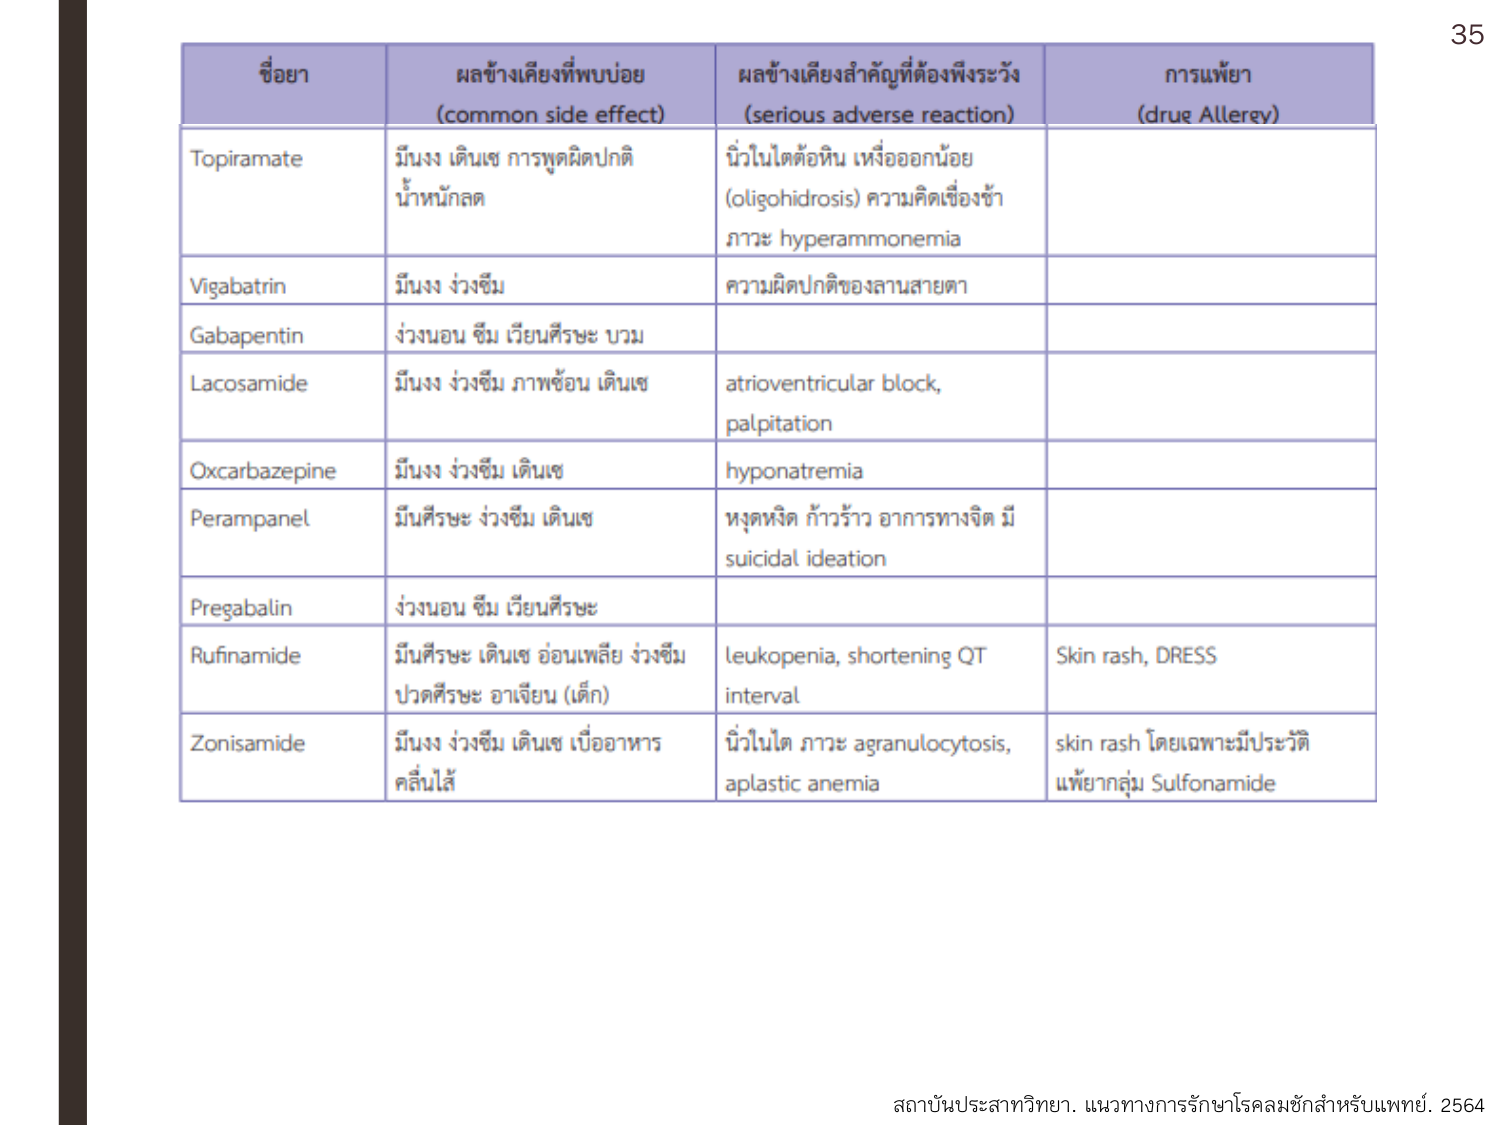 35
ชื่อยา
ผลข้างเคียงที่พบบ่อย
(common side effect)
ผลข้างเคียงสำคัญที่ต้องพึงระวัง
(serious adverse reaction)
การแพ้ยา
(drug Allergy)
Topiramate
มึนงง เดินเซ การพูดผิดปกติ
น้ำหนักลด
นิ่วในไตต้อหิน เหงื่อออกน้อย
(oligohidrosis) ความคิดเชื่องช้า
ภาวะ hyperammonemia
Vigabatrin
มึนงง ง่วงซึม
ความผิดปกติของลานสายตา
Gabapentin
ง่วงนอน ซึม เวียนศีรษะ บวม
Lacosamide
มึนงง ง่วงซึม ภาพซ้อน เดินเซ
atrioventricular block,
palpitation
Oxcarbazepine
มึนงง ง่วงซึม เดินเซ
hyponatremia
Perampanel
มึนศีรษะ ง่วงซึม เดินเซ
หงุดหงิด ก้าวร้าว อาการทางจิต มี
suicidal ideation
Pregabalin
ง่วงนอน ซึม เวียนศีรษะ
Rufinamide
มึนศีรษะ เดินเซ อ่อนเพลีย ง่วงซึม
ปวดศีรษะ อาเจียน (เด็ก)
leukopenia, shortening QT
interval
Skin rash, DRESS
Zonisamide
มึนงง ง่วงซึม เดินเซ เบื่ออาหาร
คลื่นไส้
นิ่วในไต ภาวะ agranulocytosis,
aplastic anemia
skin rash โดยเฉพาะมีประวัติ
แพ้ยากลุ่ม Sulfonamide
สถาบันประสาทวิทยา. แนวทางการรักษาโรคลมชักสำหรับแพทย์. 2564